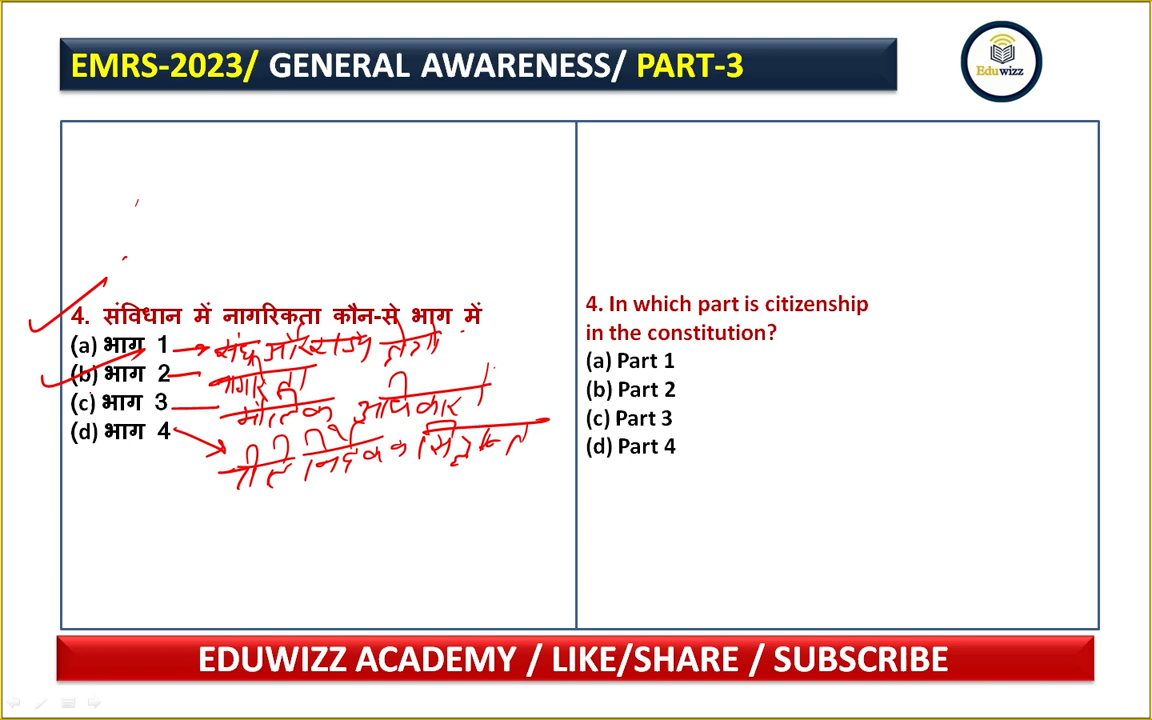 EMRS-2023/ GENERAL AWARENESS/ PART-3
Eduwizz
4. संविधान में नागरिकता कौन-से भाग में
(a) भाग 1 संघ और राज्य क्षेत्र
(b) भाग 2 नागरिकता
(c) भाग 3 मौलिक अधिकार
(d) भाग 4 नीति निर्देशक सिद्धान्त
4. In which part is citizenship
in the constitution?
(a) Part 1
(b) Part 2
(c) Part 3
(d) Part 4
EDUWIZZ ACADEMY / LIKE/SHARE / SUBSCRIBE